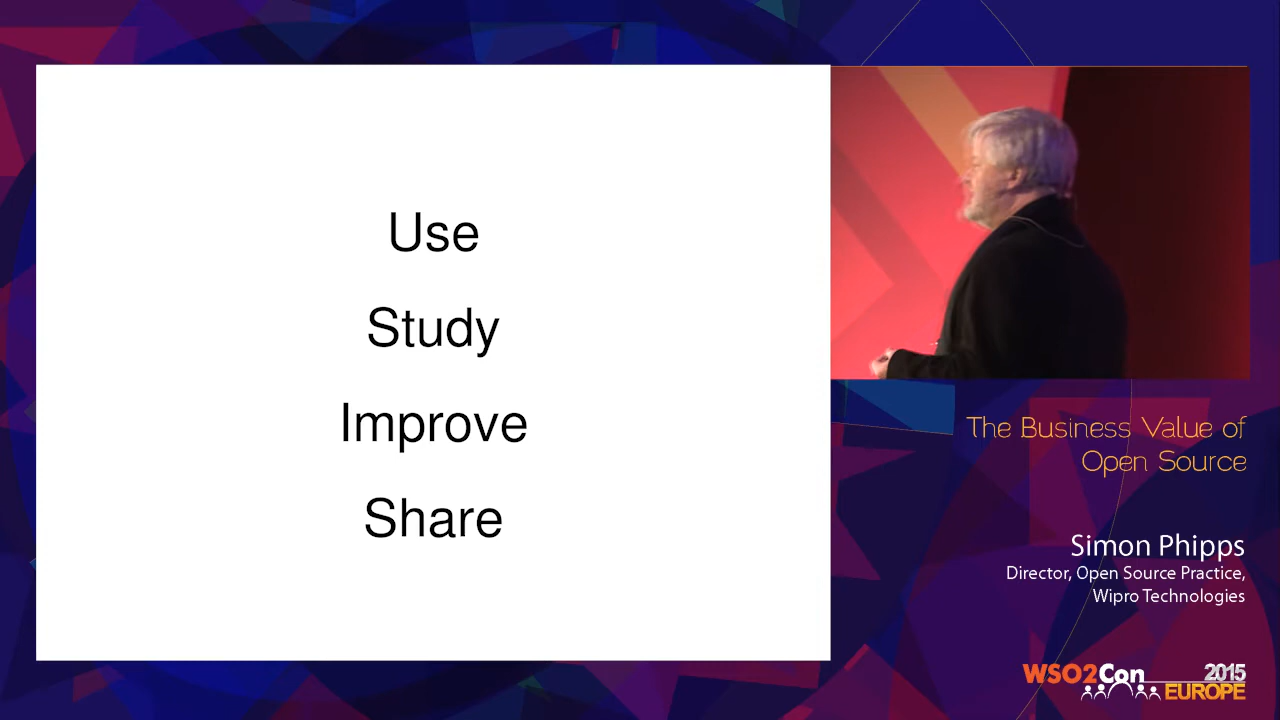 Use
Study
Improve
Share
The Business Value of
Open Source
Simon Phipps
Director, Open Source Practice,
Wipro Technologies
WSO2Con 2015
EUROPE